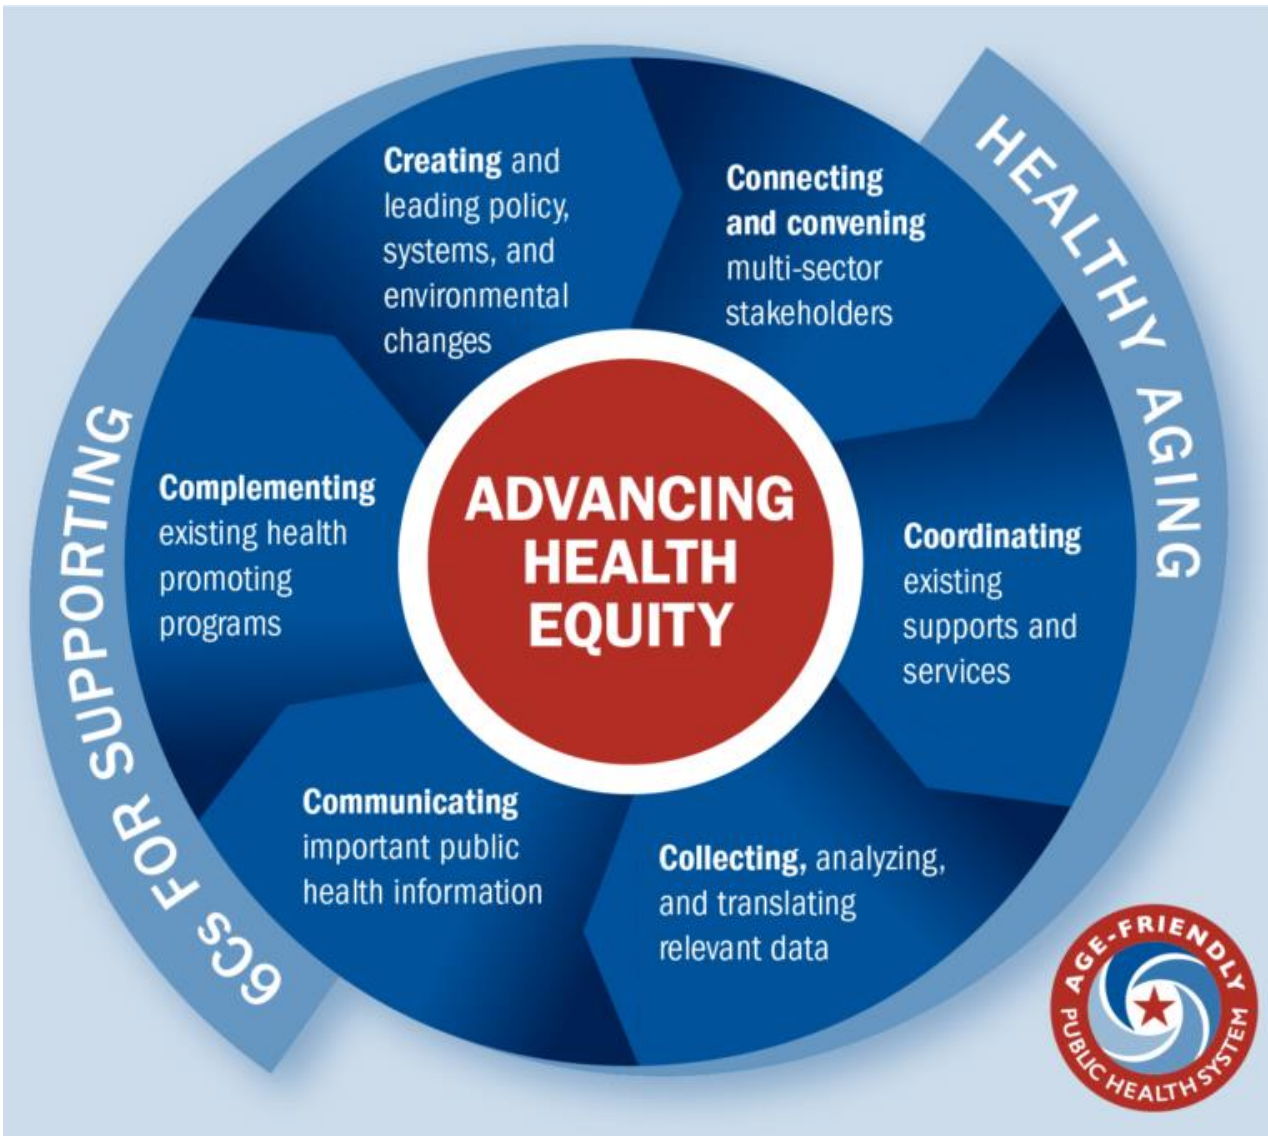 6Cs FOR SUPPORTING
HEALTHY AGING
Creating and
leading policy,
systems, and
environmental
changes
Connecting
and convening
multi-sector
stakeholders
Coordinating
existing
supports and
services
Collecting, analyzing,
and translating
relevant data
Communicating
important public
health information
Complementing
existing health
promoting
programs
ADVANCING
HEALTH
EQUITY
AGE-FRIENDLY
PUBLIC HEALTH SYSTEM